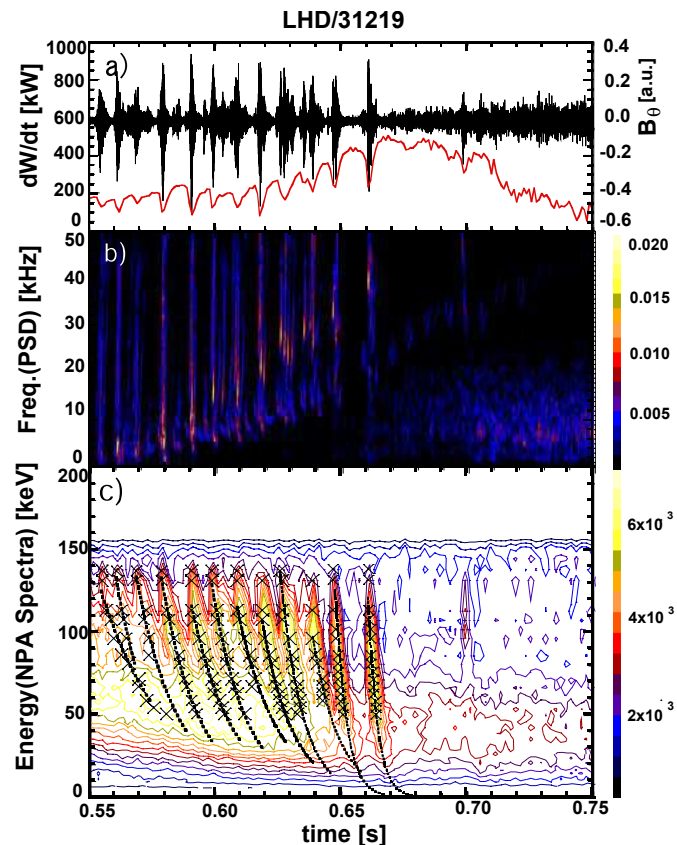 LHD/31219
a)
dW/dt [kW]
1000
800
600
400
200
0
0.4
0.2
0.0
-0.2
-0.4
-0.6
Bθ [a.u.]
b)
Freq.(PSD) [kHz]
50
40
30
20
10
0
0.020
0.015
0.010
0.005
c)
Energy(NPA Spectra) [keV]
200
150
100
50
0
6x10 3
4x10 3
2x10 3
0.55
0.60
0.65
0.70
0.75
time [s]